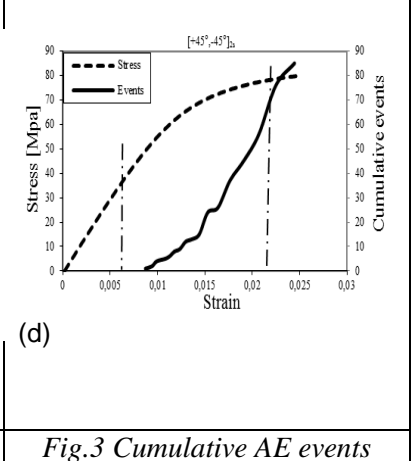 [+45°,-45°]2s
Stress
Events
Stress [Mpa]
90
80
70
60
50
40
30
20
10
0
Cumulative events
90
80
70
60
50
40
30
20
10
0
0 0,005 0,01 0,015 0,02 0,025 0,03
Strain
(d)
Fig.3 Cumulative AE events